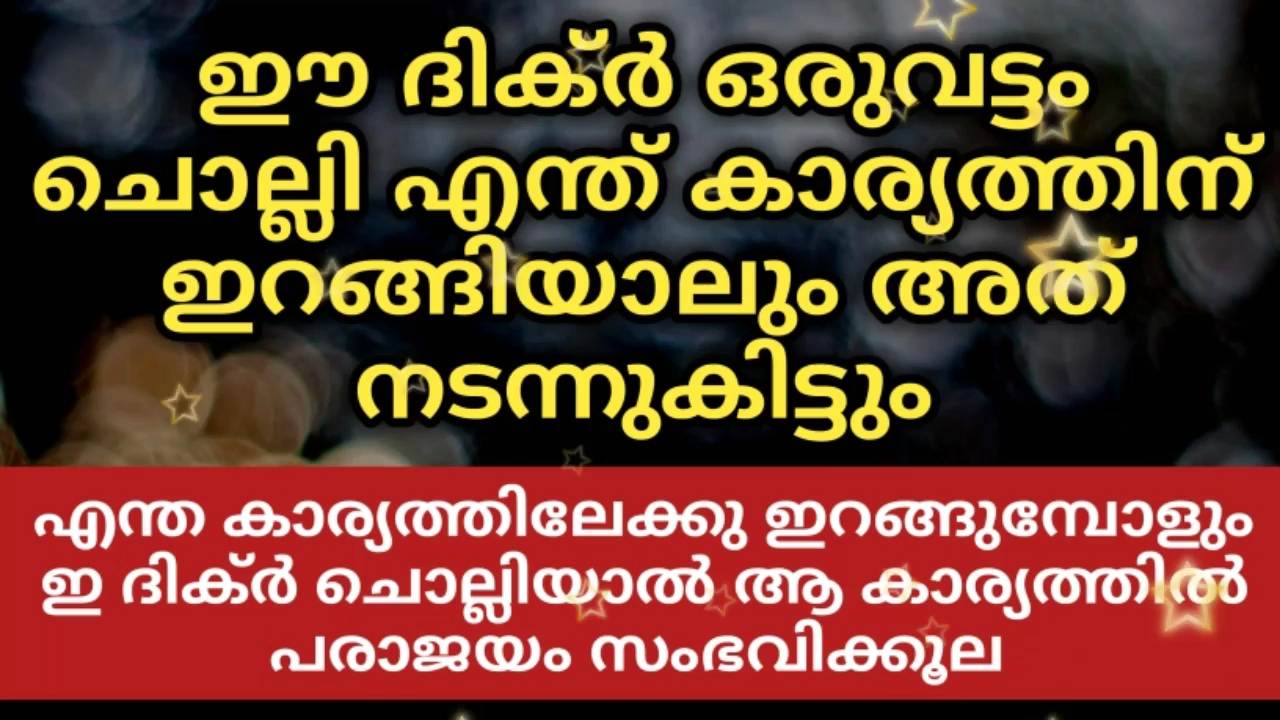 ഈ ദിക്ർ ഒരുവട്ടം
ചൊല്ലി എന്ത് കാര്യത്തിന്
ഇറങ്ങിയാലും അത്
നടന്നുകിട്ടും
എന്ത കാര്യത്തിലേക്കു ഇറങ്ങുമ്പോളും
ഇ ദിക്ർ ചൊല്ലിയാൽ ആ കാര്യത്തിൽ
പരാജയം സംഭവിക്കൂല